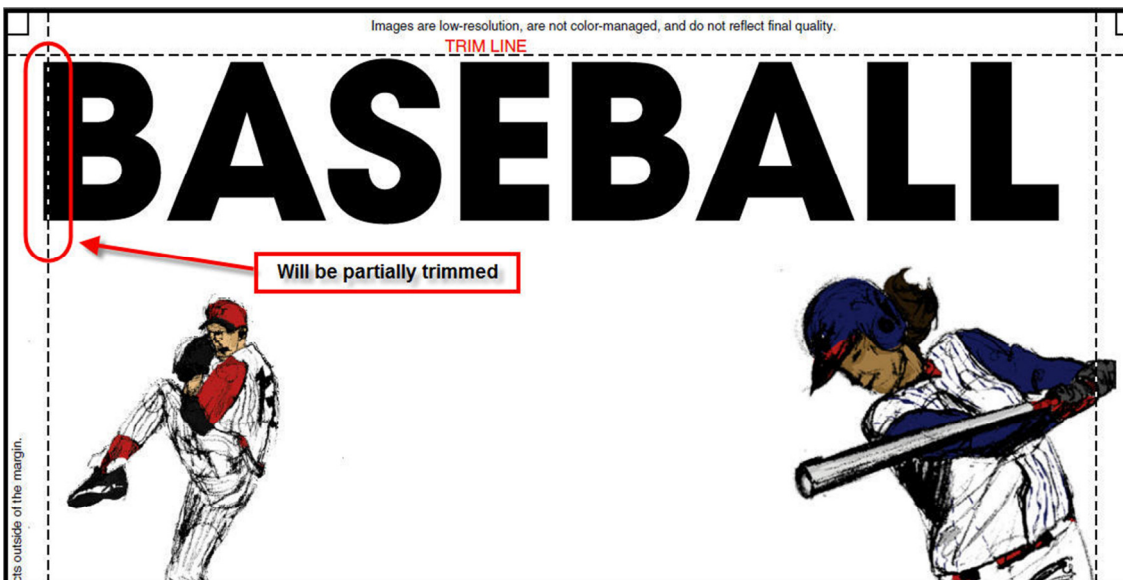 Images are low-resolution, are not color-managed, and do not reflect final quality.
TRIM LINE
BASEBALL
Will be partially trimmed
outside of the margin.